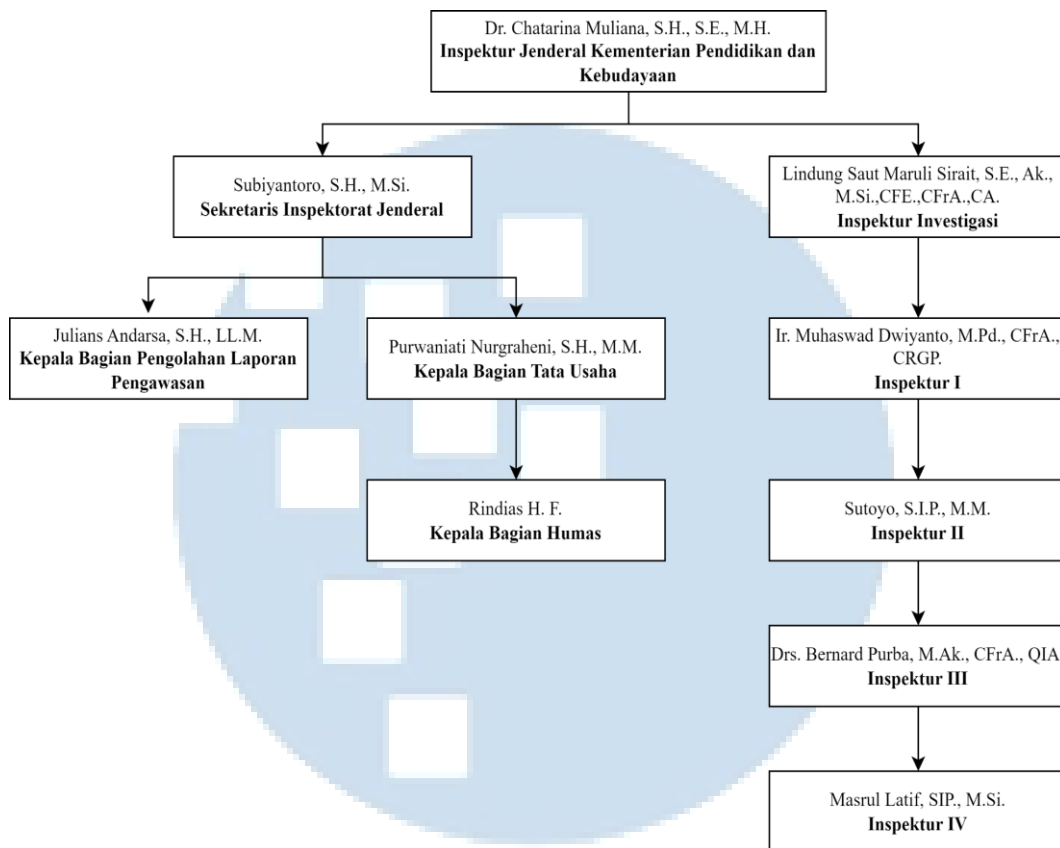 Dr. Chatarina Muliana, S.H., S.E., M.H.
Inspektur Jenderal Kementerian Pendidikan dan
Kebudayaan
Subiyantoro, S.H., M.Si.
Sekretaris Inspektorat Jenderal
Lindung Saut Maruli Sirait, S.E., Ak.,
M.Si.,CFE.,CFrA.,CA.
Inspektur Investigasi
Julians Andarsa, S.H., LL.M.
Kepala Bagian Pengolahan Laporan
Pengawasan
Purwaniati Nurgraheni, S.H., M.M.
Kepala Bagian Tata Usaha
Ir. Muhaswad Dwiyanto, M.Pd., CFrA.,
CRGP.
Inspektur I
Rindias H. F.
Kepala Bagian Humas
Sutoyo, S.I.P., M.M.
Inspektur II
Drs. Bernard Purba, M.Ak., CFrA., QIA
Inspektur III
Masrul Latif, SIP., M.Si.
Inspektur IV